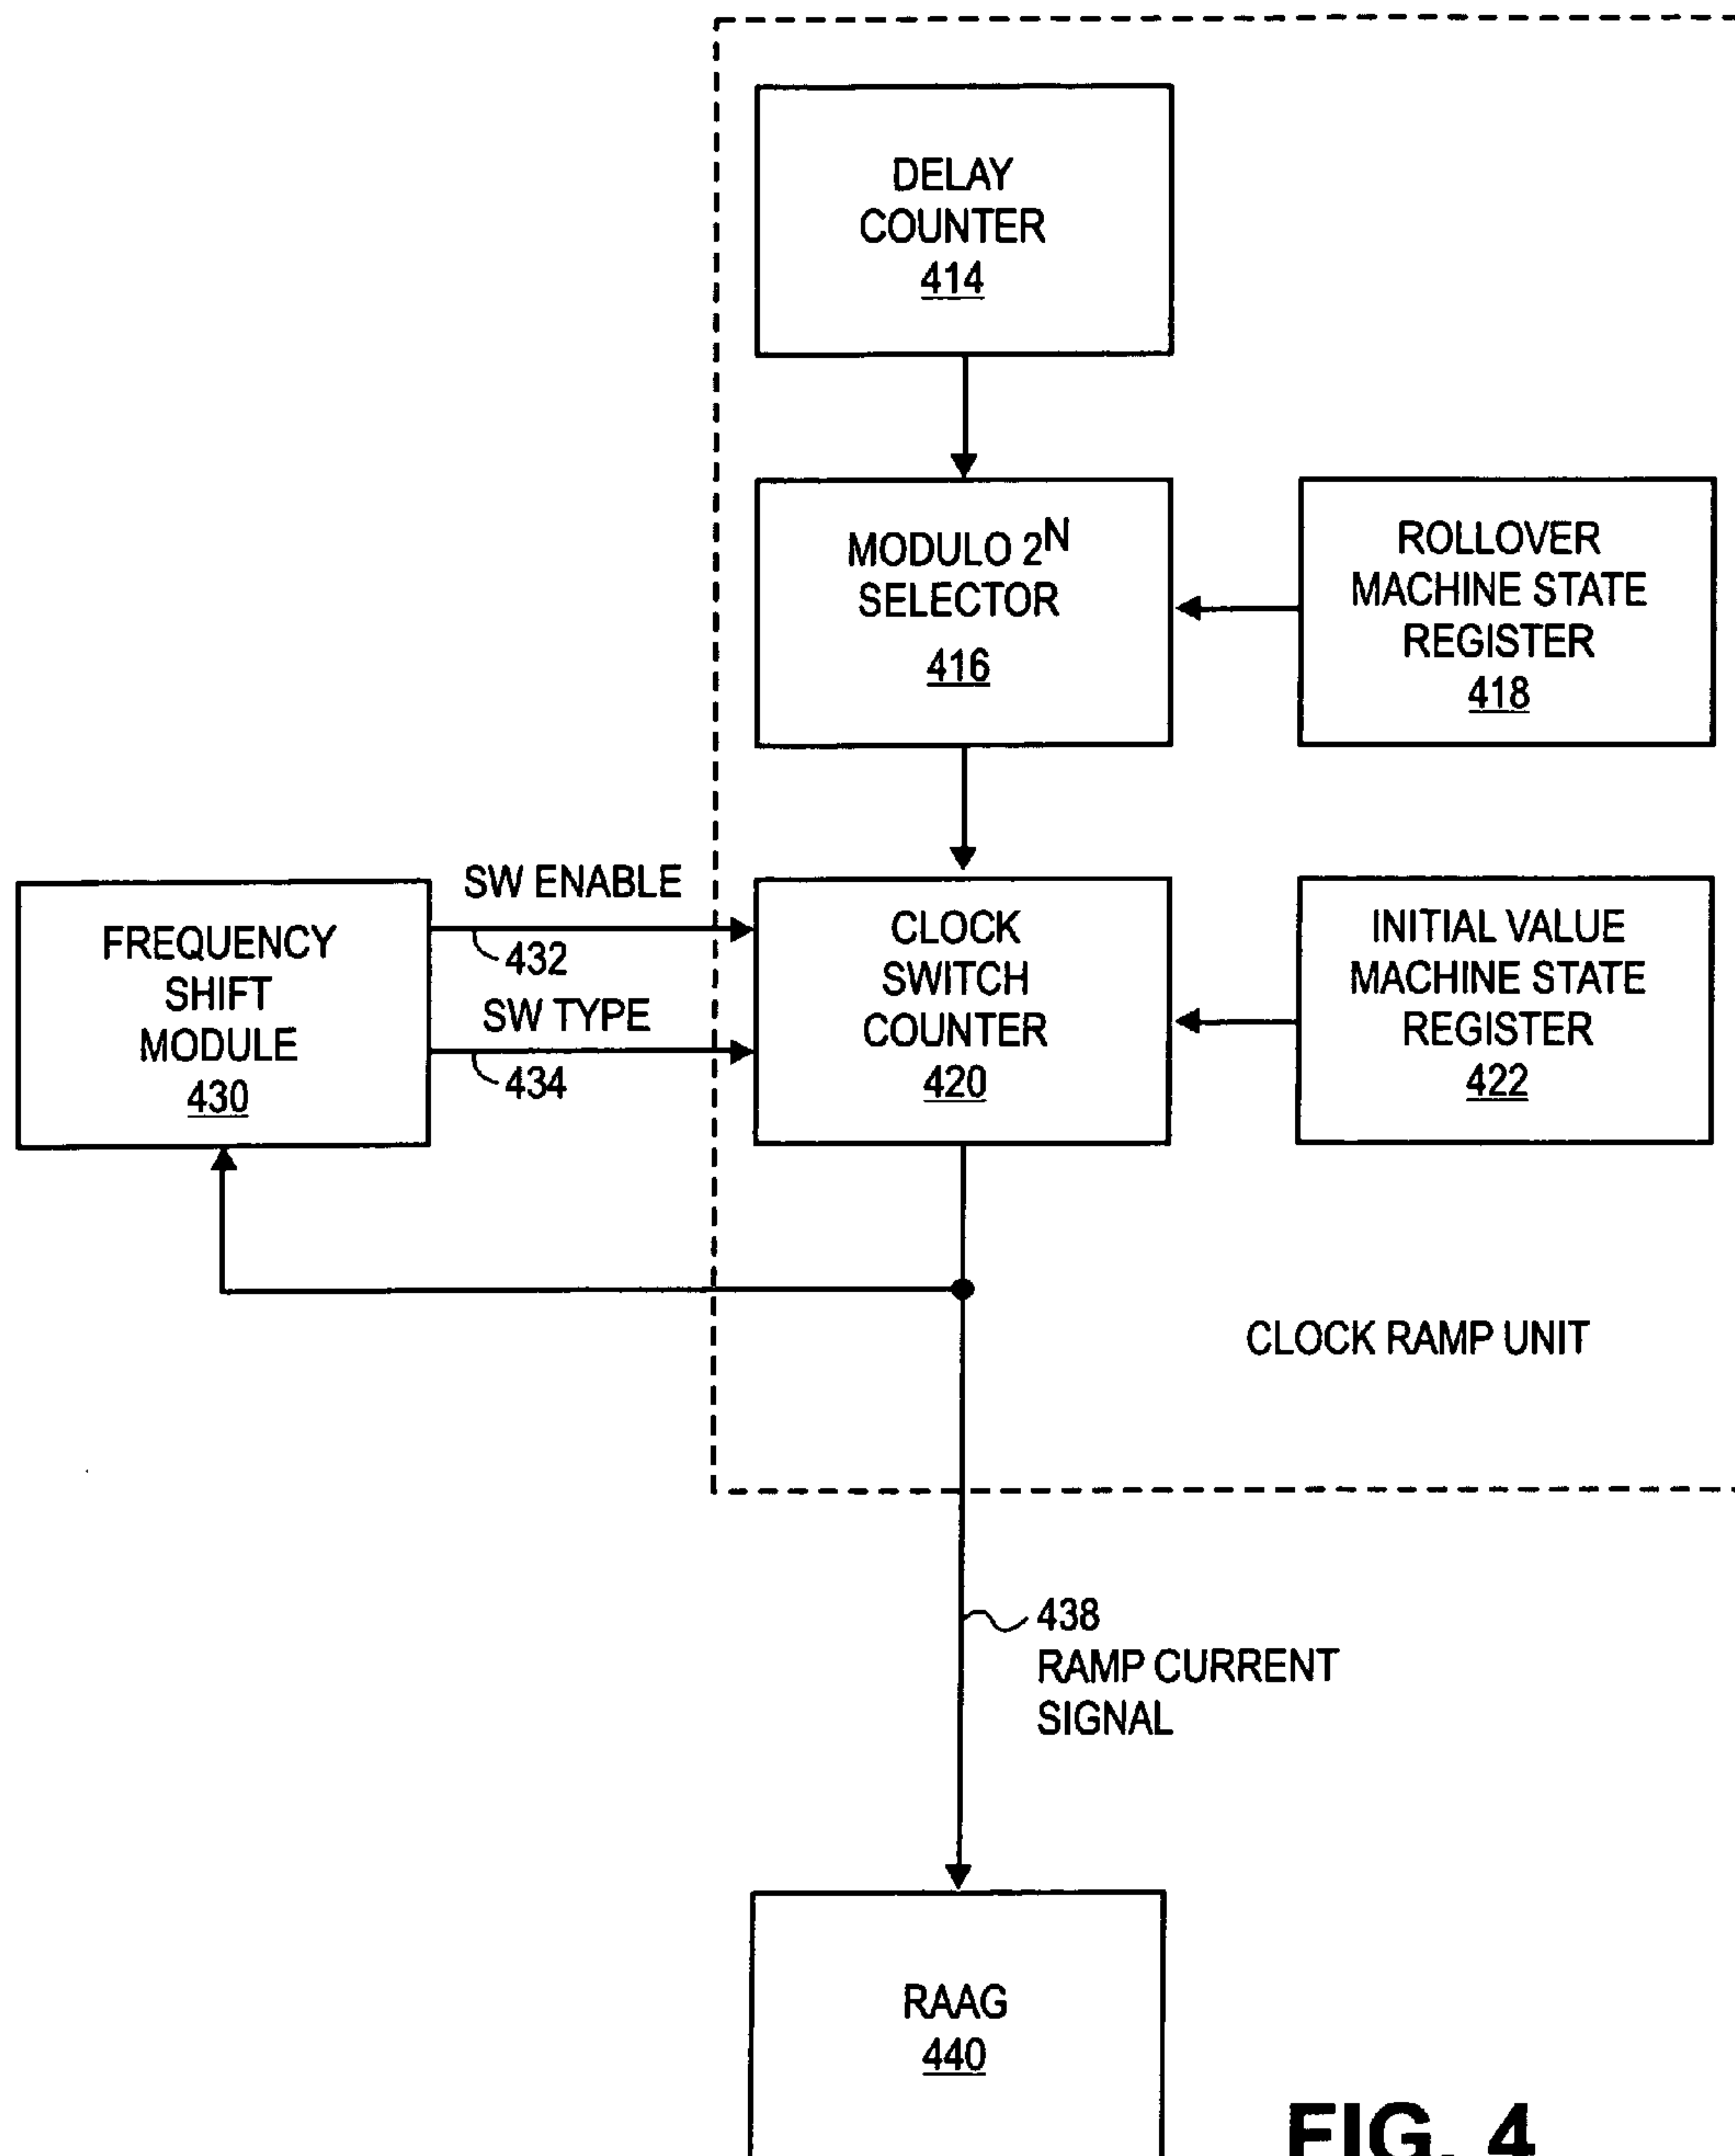 DELAY
COUNTER
414
MODULO 2^N
SELECTOR
416
ROLLOVER
MACHINE STATE
REGISTER
418
FREQUENCY
SHIFT
MODULE
430
SW ENABLE
432
SW TYPE
434
CLOCK
SWITCH
COUNTER
420
INITIAL VALUE
MACHINE STATE
REGISTER
422
CLOCK RAMP UNIT
438
RAMP CURRENT
SIGNAL
RAAG
440
FIG. 4